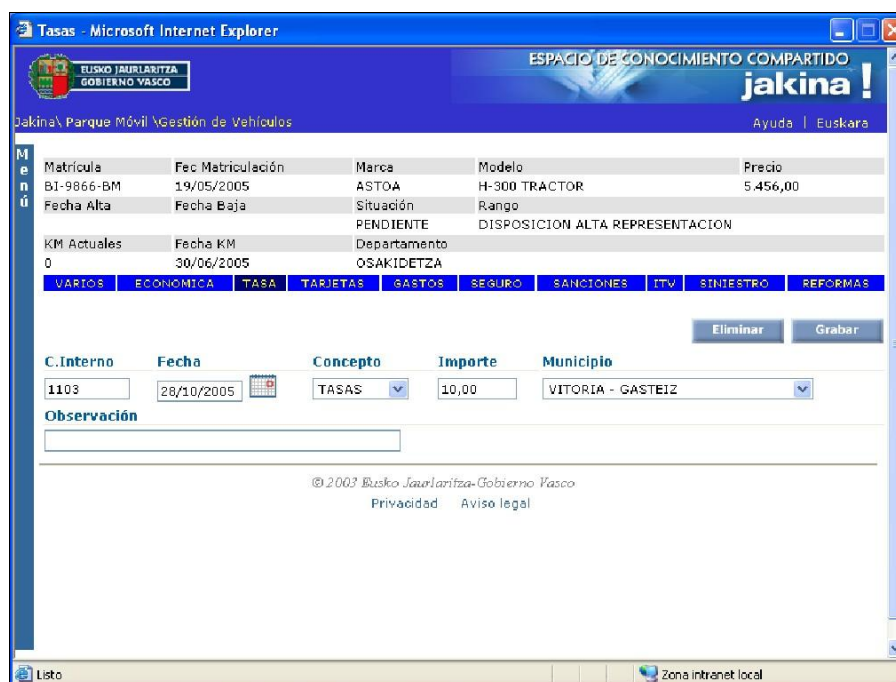 Tasas - Microsoft Internet Explorer
EUSKO JAURLARITZA
GOBIERNO VASCO
ESPACIO DE CONOCIMIENTO COMPARTIDO
jakina!
Jakina\ Parque Móvil \Gestión de Vehículos
Ayuda | Euskara
Menú
Matrícula Fec Matriculación Marca Modelo Precio
BI-9866-BM 19/05/2005 ASTOA H-300 TRACTOR 5.456,00
Fecha Alta Fecha Baja Situación Rango
PENDIENTE DISPOSICION ALTA REPRESENTACION
KM Actuales Fecha KM Departamento
0 30/06/2005 OSAKIDETZA
VARIOS ECONOMICA TASA TARJETAS GASTOS SEGURO SANCIONES ITV SINIESTRO REFORMAS
Eliminar Grabar
C.Interno Fecha Concepto Importe Municipio
1103 28/10/2005 TASAS 10,00 VITORIA - GASTEIZ
Observación
© 2003 Eusko Jaurlaritza-Gobierno Vasco
Privacidad Aviso legal
Listo Zona intranet local